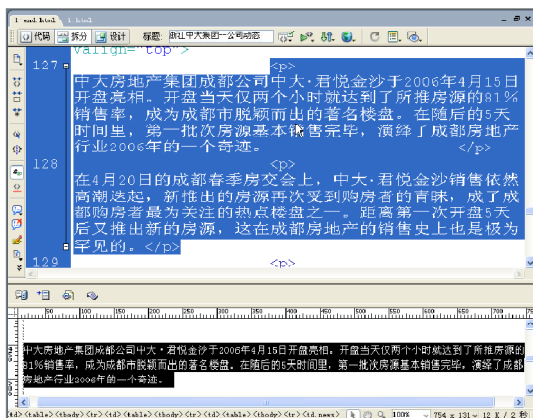 1 end.html 1.html
代码 拆分 设计 标题: 浙江中大集团--公司动态
valign="top">
127 <p>
中大房地产集团成都公司中大·君悦金沙于2006年4月15日
开盘亮相。开盘当天仅两个小时就达到了所推房源的81%
销售率，成为成都市脱颖而出的著名楼盘。在随后的5天
时间里，第一批次房源基本销售完毕，演绎了成都房地产
行业2006年的一个奇迹。 </p>
128 <p>
在4月20日的成都春季房交会上，中大·君悦金沙销售依然
高潮迭起，新推出的房源再次受到购房者的青睐，成了成
都购房者最为关注的热点楼盘之一。距离第一次开盘5天
后又推出新的房源，这在成都房地产的销售史上也是极为
罕见的。</p>
129 <p>
50 100 150 200 250 300 350 400 450 500 550 600 650 700 75
中大房地产集团成都公司中大·君悦金沙于2006年4月15日开盘亮相。开盘当天仅两个小时就达到了所推房源的
81%销售率，成为成都市脱颖而出的著名楼盘。在随后的5天时间里，第一批次房源基本销售完毕，演绎了成都
房地产行业2006年的一个奇迹。
<td> <table> <tbody> <tr> <td> <table> <tbody> <tr> <td> <table> <tbody> <tr> <td.news> 100% 754 x 131 12 K / 2 秒